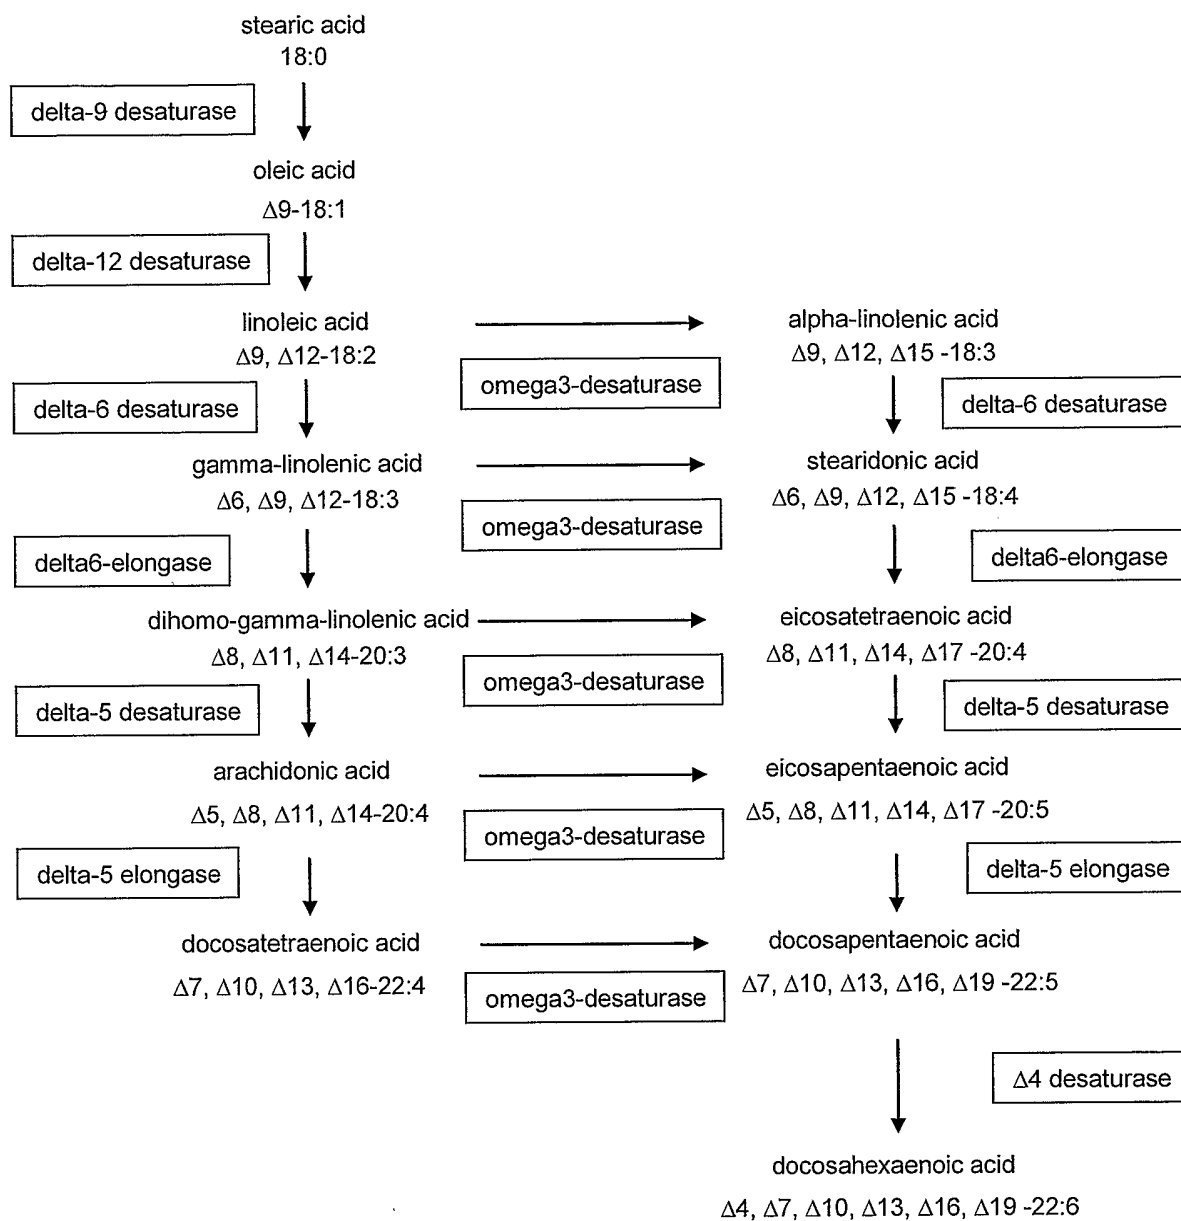 stearic acid
18:0
delta-9 desaturase
oleic acid
Δ9-18:1
delta-12 desaturase
linoleic acid
Δ9, Δ12-18:2
omega3-desaturase
alpha-linolenic acid
Δ9, Δ12, Δ15 -18:3
delta-6 desaturase
delta-6 desaturase
gamma-linolenic acid
Δ6, Δ9, Δ12-18:3
omega3-desaturase
stearidonic acid
Δ6, Δ9, Δ12, Δ15 -18:4
delta6-elongase
delta6-elongase
dihomo-gamma-linolenic acid
Δ8, Δ11, Δ14-20:3
omega3-desaturase
eicosatetraenoic acid
Δ8, Δ11, Δ14, Δ17 -20:4
delta-5 desaturase
delta-5 desaturase
arachidonic acid
Δ5, Δ8, Δ11, Δ14-20:4
omega3-desaturase
eicosapentaenoic acid
Δ5, Δ8, Δ11, Δ14, Δ17 -20:5
delta-5 elongase
delta-5 elongase
docosatetraenoic acid
Δ7, Δ10, Δ13, Δ16-22:4
omega3-desaturase
docosapentaenoic acid
Δ7, Δ10, Δ13, Δ16, Δ19 -22:5
Δ4 desaturase
docosahexaenoic acid
Δ4, Δ7, Δ10, Δ13, Δ16, Δ19 -22:6